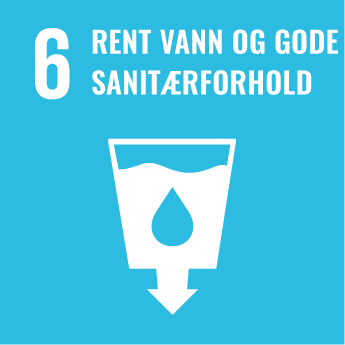 6 RENT VANN OG GODE
SANITÆRFORHOLD